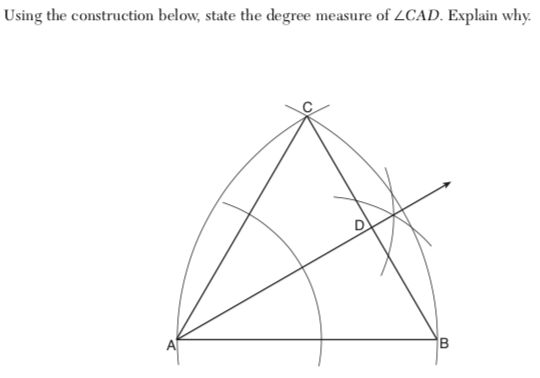 Using the construction below, state the degree measure of ∠CAD. Explain why.
C
D
A
B